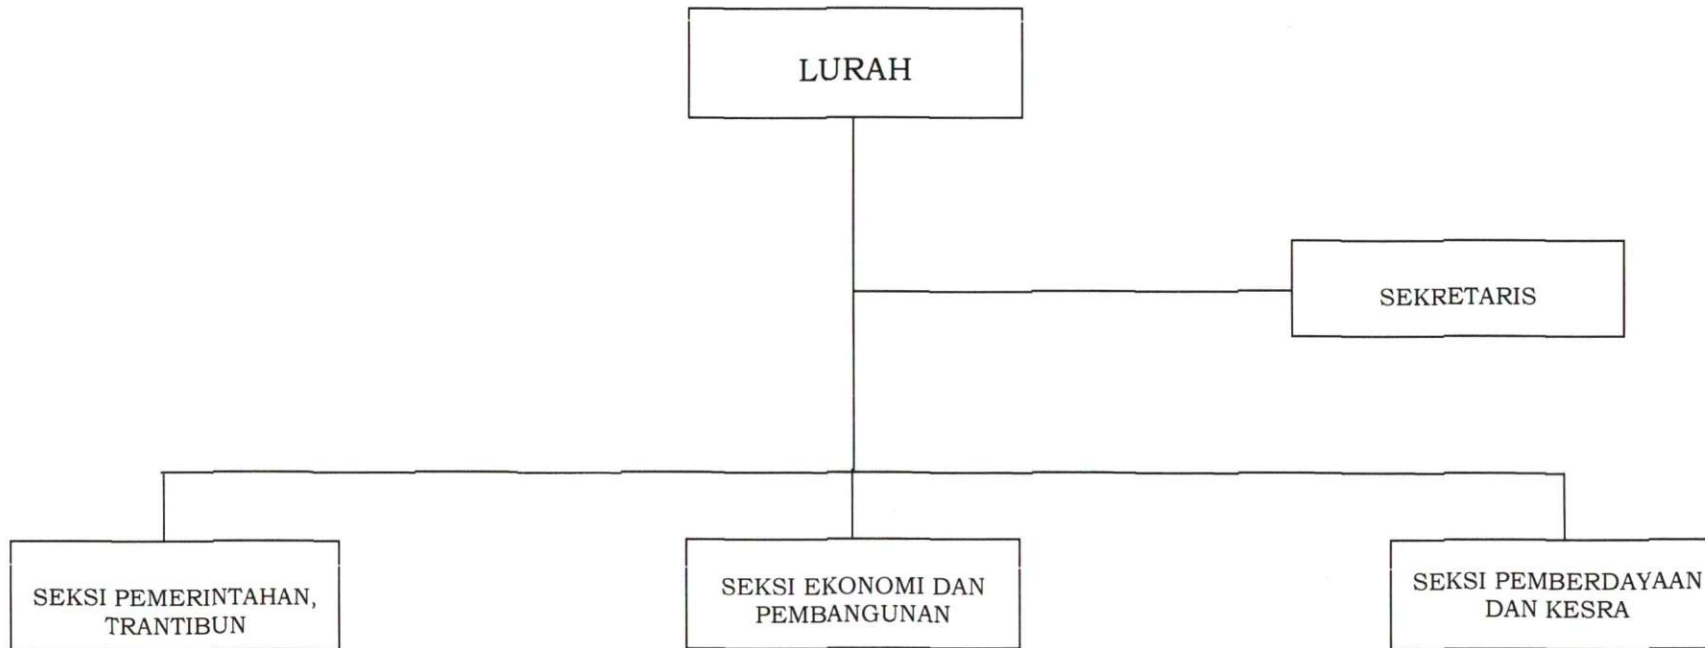 LURAH
SEKRETARIS
SEKSI PEMERINTAHAN,
TRANTIBUN
SEKSI EKONOMI DAN
PEMBANGUNAN
SEKSI PEMBERDAYAAN
DAN KESRA